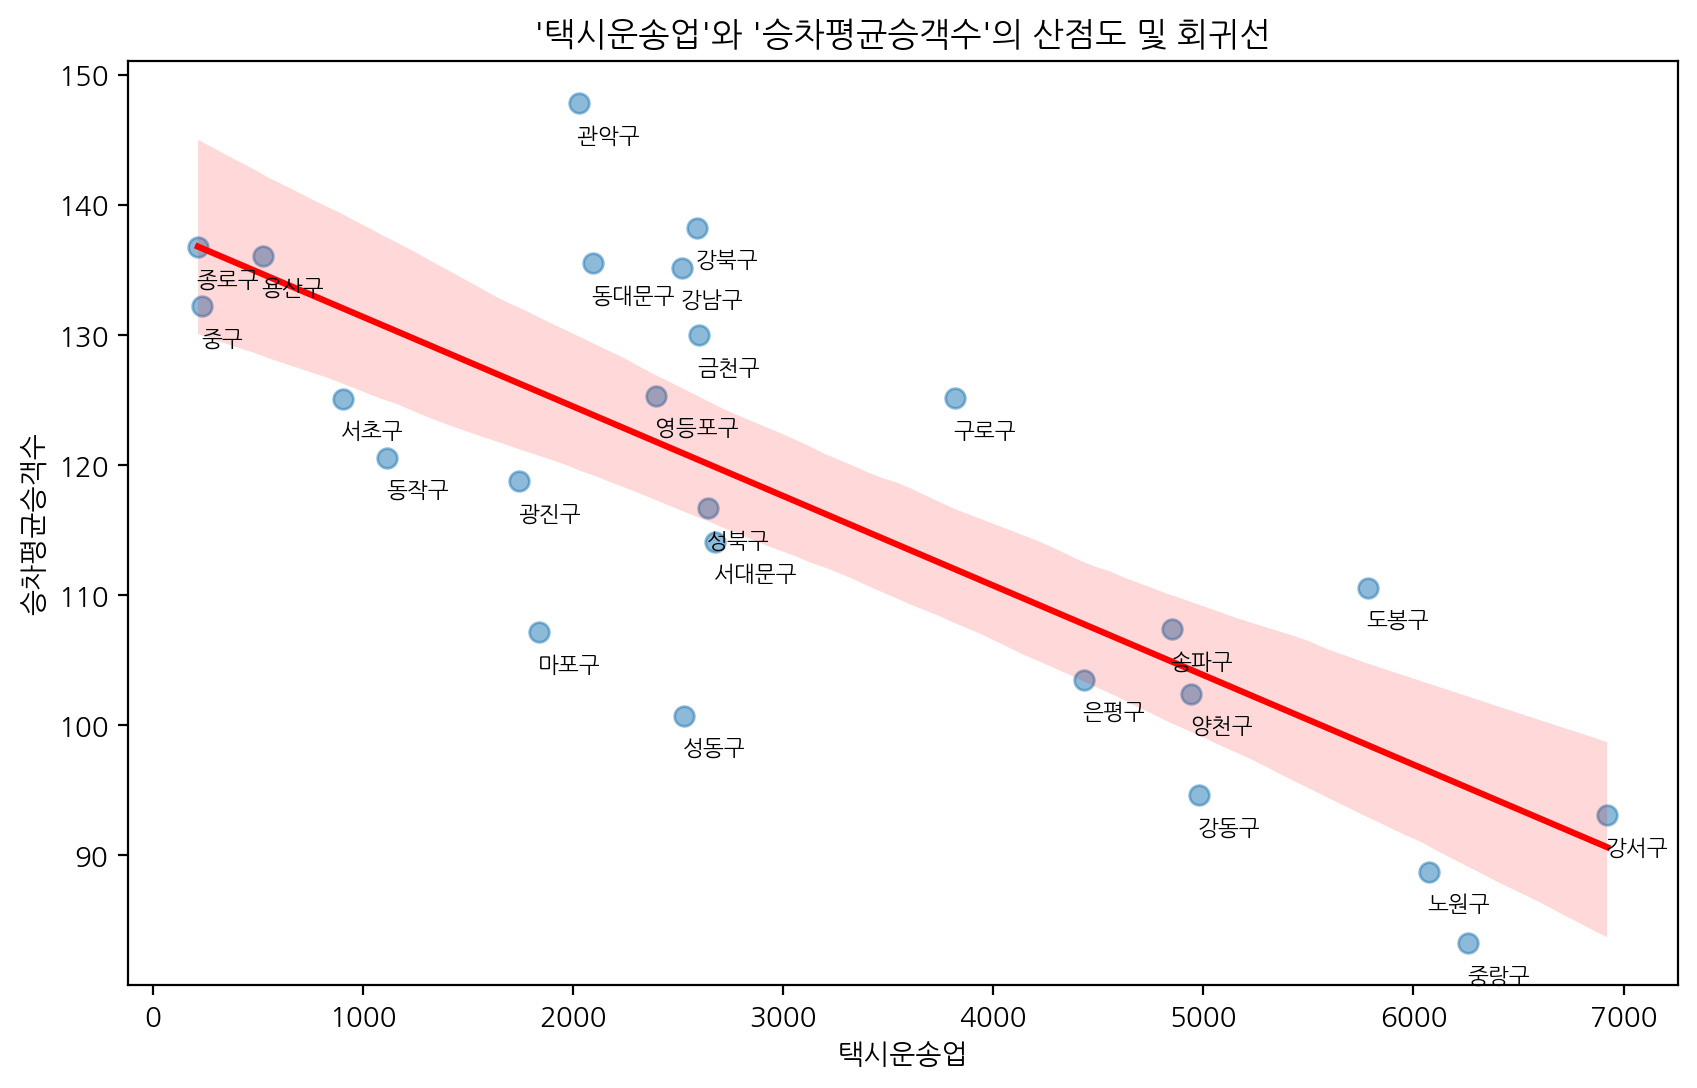 '택시운송업'와 '승차평균승객수'의 산점도 및 회귀선
150
140
130
120
110
100
90
승차평균승객수
관악구
강북구
종로구
용산구
동대문구
강남구
중구
금천구
영등포구
서초구
구로구
동작구
광진구
성북구
서대문구
도봉구
마포구
송파구
은평구
양천구
성동구
강동구
강서구
노원구
중랑구
0 1000 2000 3000 4000 5000 6000 7000
택시운송업